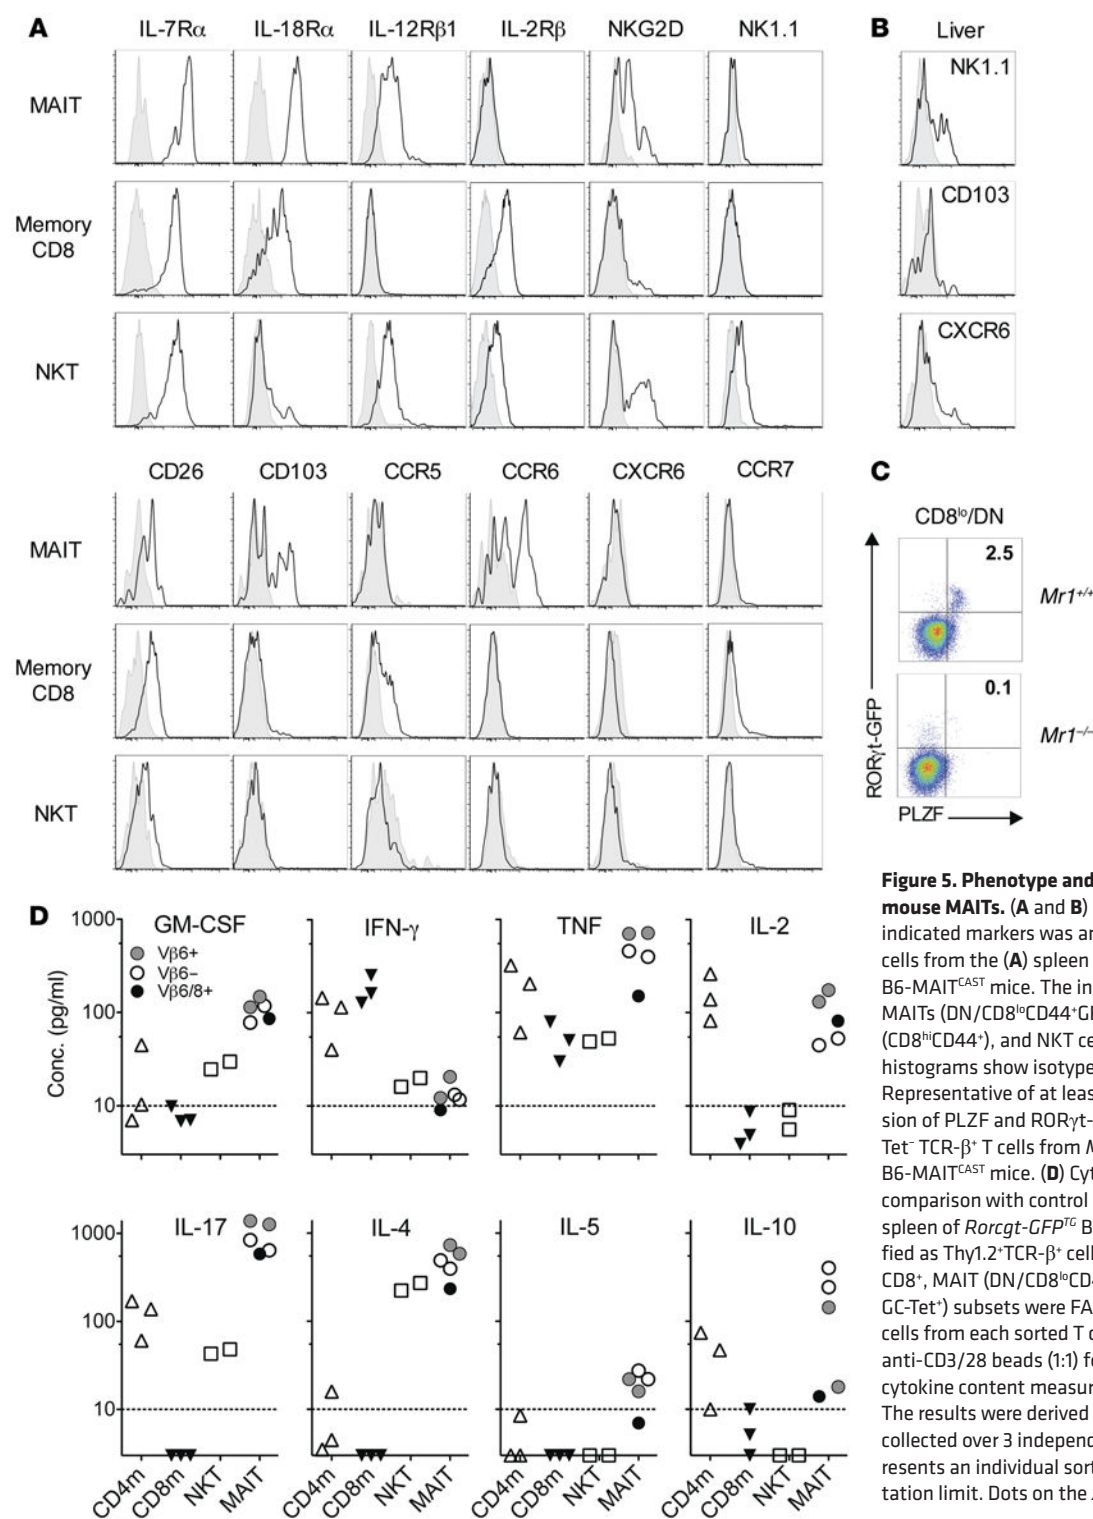 A
IL-7Rα IL-18Rα IL-12Rβ1 IL-2Rβ NKG2D NK1.1
MAIT
Memory
CD8
NKT
CD26 CD103 CCR5 CCR6 CXCR6 CCR7
MAIT
Memory
CD8
NKT
B
Liver
NK1.1
CD103
CXCR6
C
CD8lo/DN
2.5
Mr1+/+
0.1
Mr1−/−
RORγt-GFP
PLZF
D
GM-CSF IFN-γ TNF IL-2
Vβ6+
Vβ6−
Vβ6/8+
1000
100
10
Conc. (pg/ml)
IL-17 IL-4 IL-5 IL-10
1000
100
10
CD4m CD8m NKT MAIT CD4m CD8m NKT MAIT CD4m CD8m NKT MAIT CD4m CD8m NKT MAIT
Figure 5. Phenotype and
mouse MAITs. (A and B)
indicated markers was an
cells from the (A) spleen
B6-MAITCAST mice. The in
MAITs (DN/CD8loCD44+GF
(CD8hiCD44+), and NKT ce
histograms show isotype
Representative of at leas
sion of PLZF and RORγt-
Tet− TCR-β+ T cells from M
B6-MAITCAST mice. (D) Cyt
comparison with control
spleen of Rorcgt-GFPTG B
fied as Thy1.2+TCR-β+ cell
CD8+, MAIT (DN/CD8loCD4
GC-Tet+) subsets were FA
cells from each sorted T c
anti-CD3/28 beads (1:1) fo
cytokine content measur
The results were derived
collected over 3 independ
resents an individual sort
tation limit. Dots on the